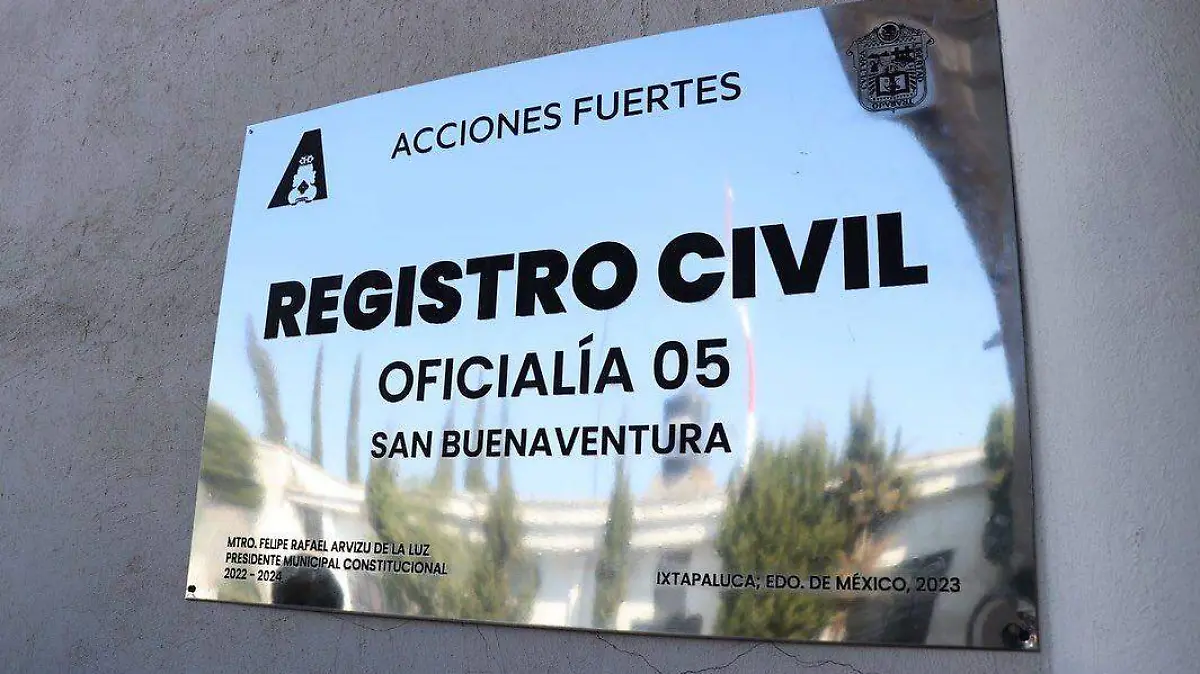 ACCIONES FUERTES
REGISTRO CIVIL
OFICIALÍA 05
SAN BUENAVENTURA
MTRO. FELIPE RAFAEL ARVIZU DE LA LUZ
PRESIDENTE MUNICIPAL CONSTITUCIONAL
2022 - 2024
IXTAPALUCA; EDO. DE MÉXICO, 2023